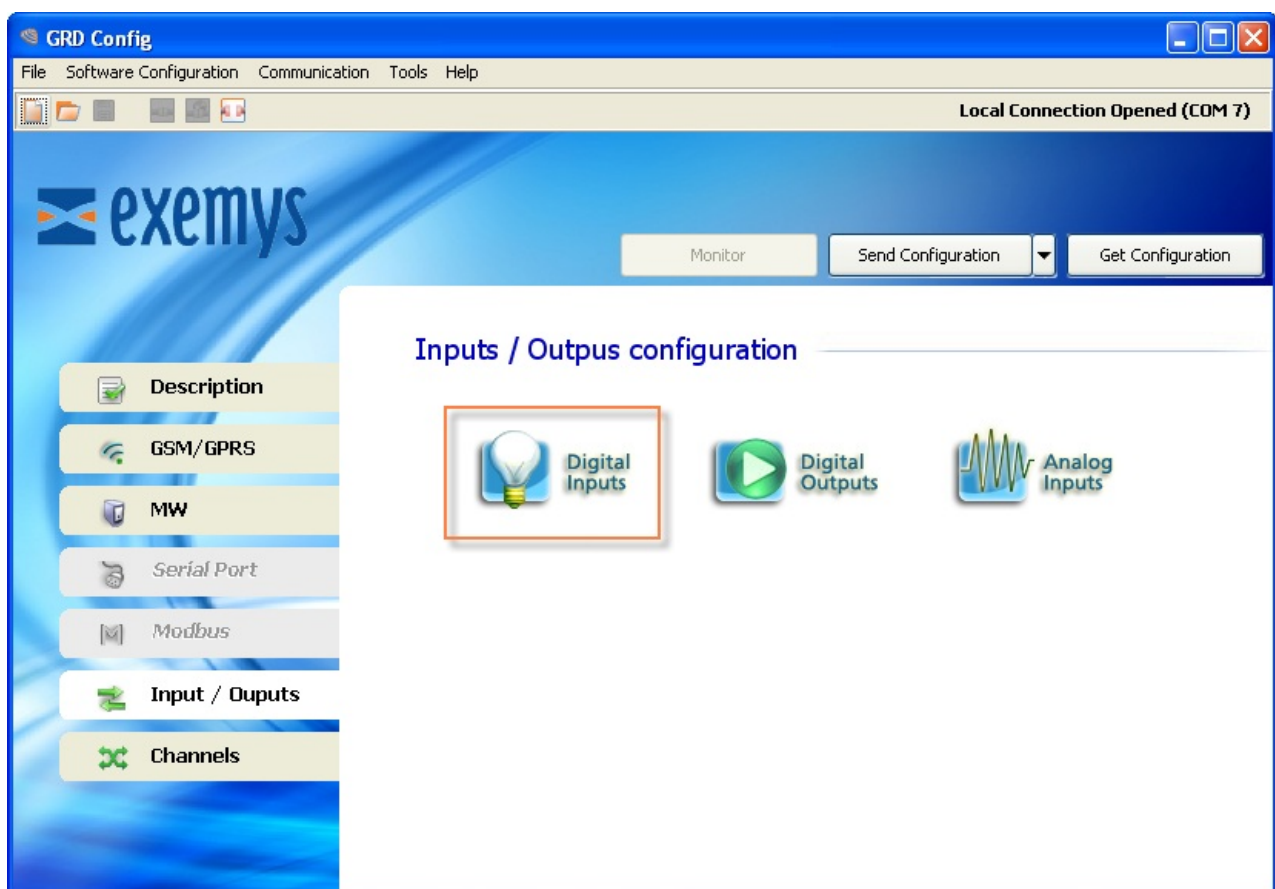 GRD Config
File Software Configuration Communication Tools Help
Local Connection Opened (COM 7)
exemys
Monitor
Send Configuration
Get Configuration
Inputs / Outpus configuration
Description
GSM/GPRS
MW
Serial Port
Modbus
Input / Ouputs
Channels
Digital
Inputs
Digital
Outputs
Analog
Inputs